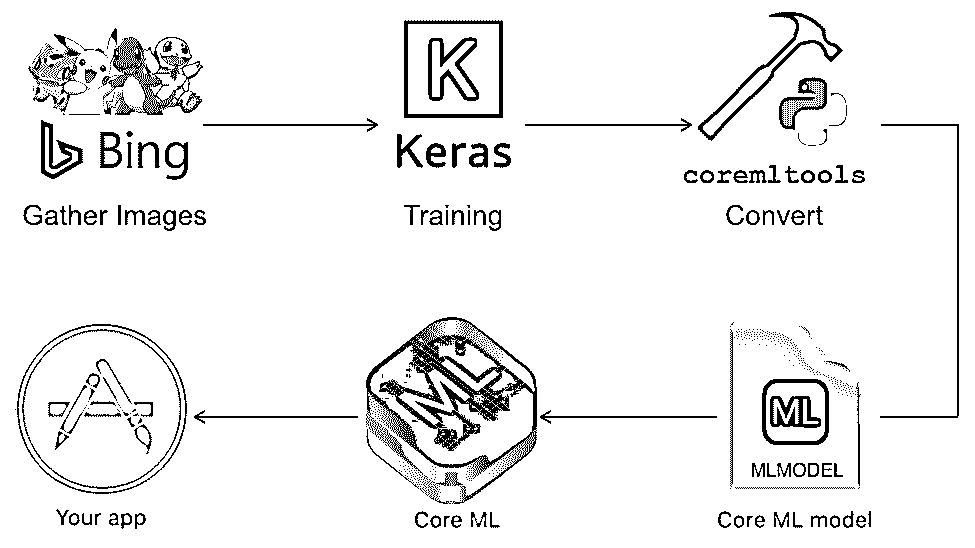 Bing
Gather Images
K
Keras
Training
coremltools
Convert
Your app
ML
Core ML
ML
MLMODEL
Core ML model